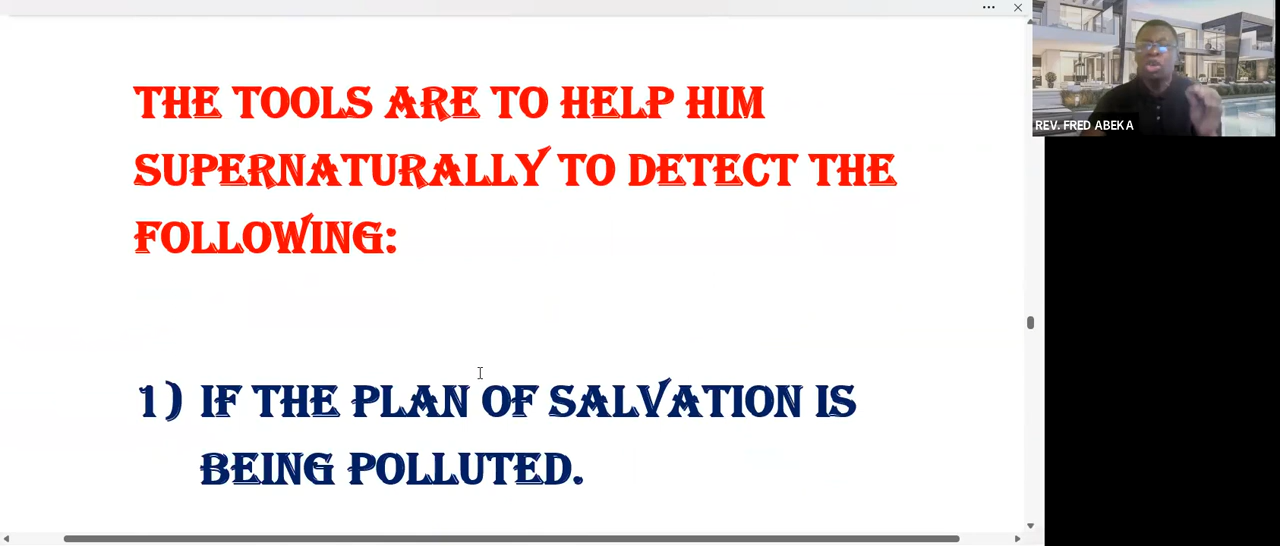 THE TOOLS ARE TO HELP HIM
SUPERNATURALLY TO DETECT THE
FOLLOWING:
1) IF THE PLAN OF SALVATION IS
BEING POLLUTED.
REV. FRED ABEKA